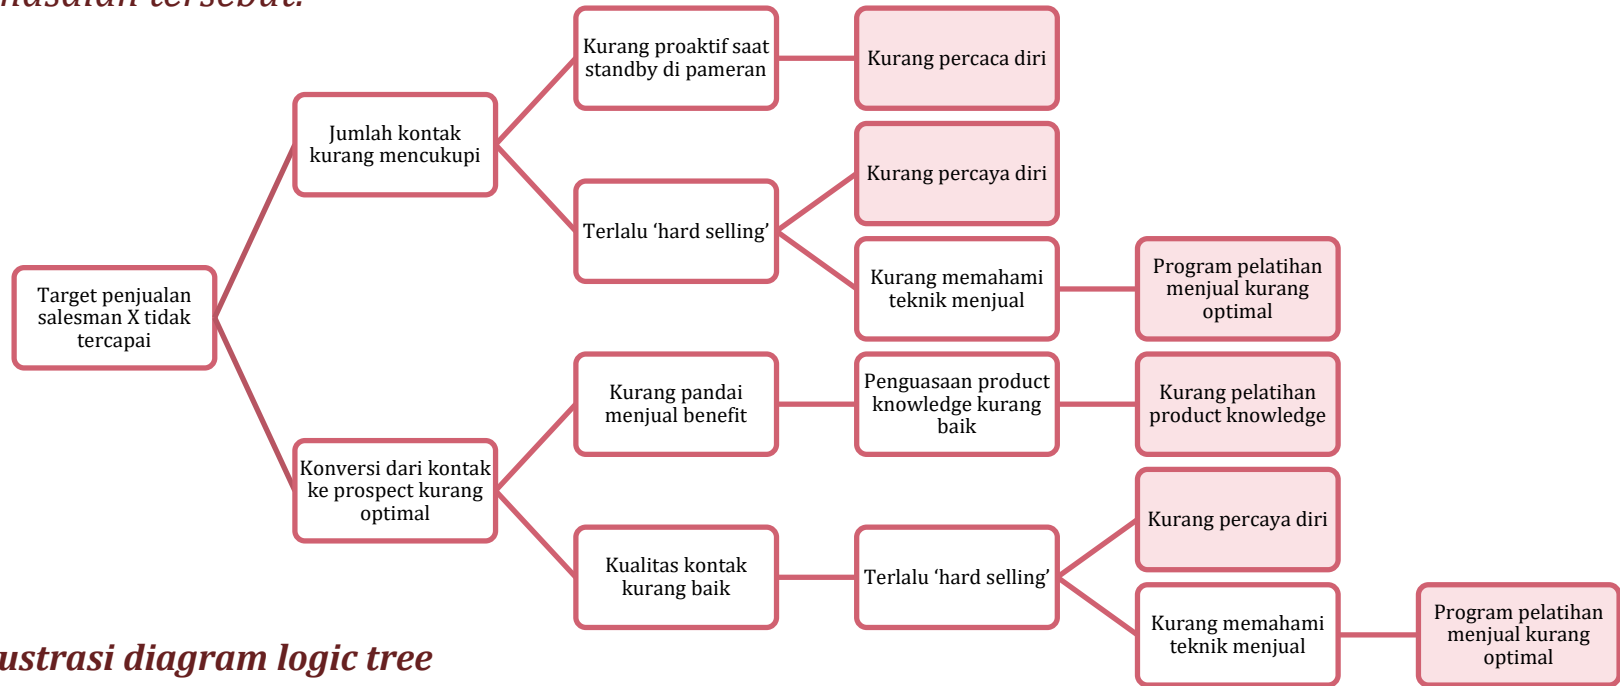 tersebut.
Kurang proaktif saat
standby di pameran
Kurang percaca diri
Jumlah kontak
kurang mencukupi
Kurang percaya diri
Terlalu ‘hard selling’
Kurang memahami
teknik menjual
Program pelatihan
menjual kurang
optimal
Target penjualan
salesman X tidak
tercapai
Kurang pandai
menjual benefit
Penguasaan product
knowledge kurang
baik
Kurang pelatihan
product knowledge
Konversi dari kontak
ke prospect kurang
optimal
Kurang percaya diri
Kualitas kontak
kurang baik
Terlalu ‘hard selling’
Kurang memahami
teknik menjual
Program pelatihan
menjual kurang
optimal
ustrasi diagram logic tree